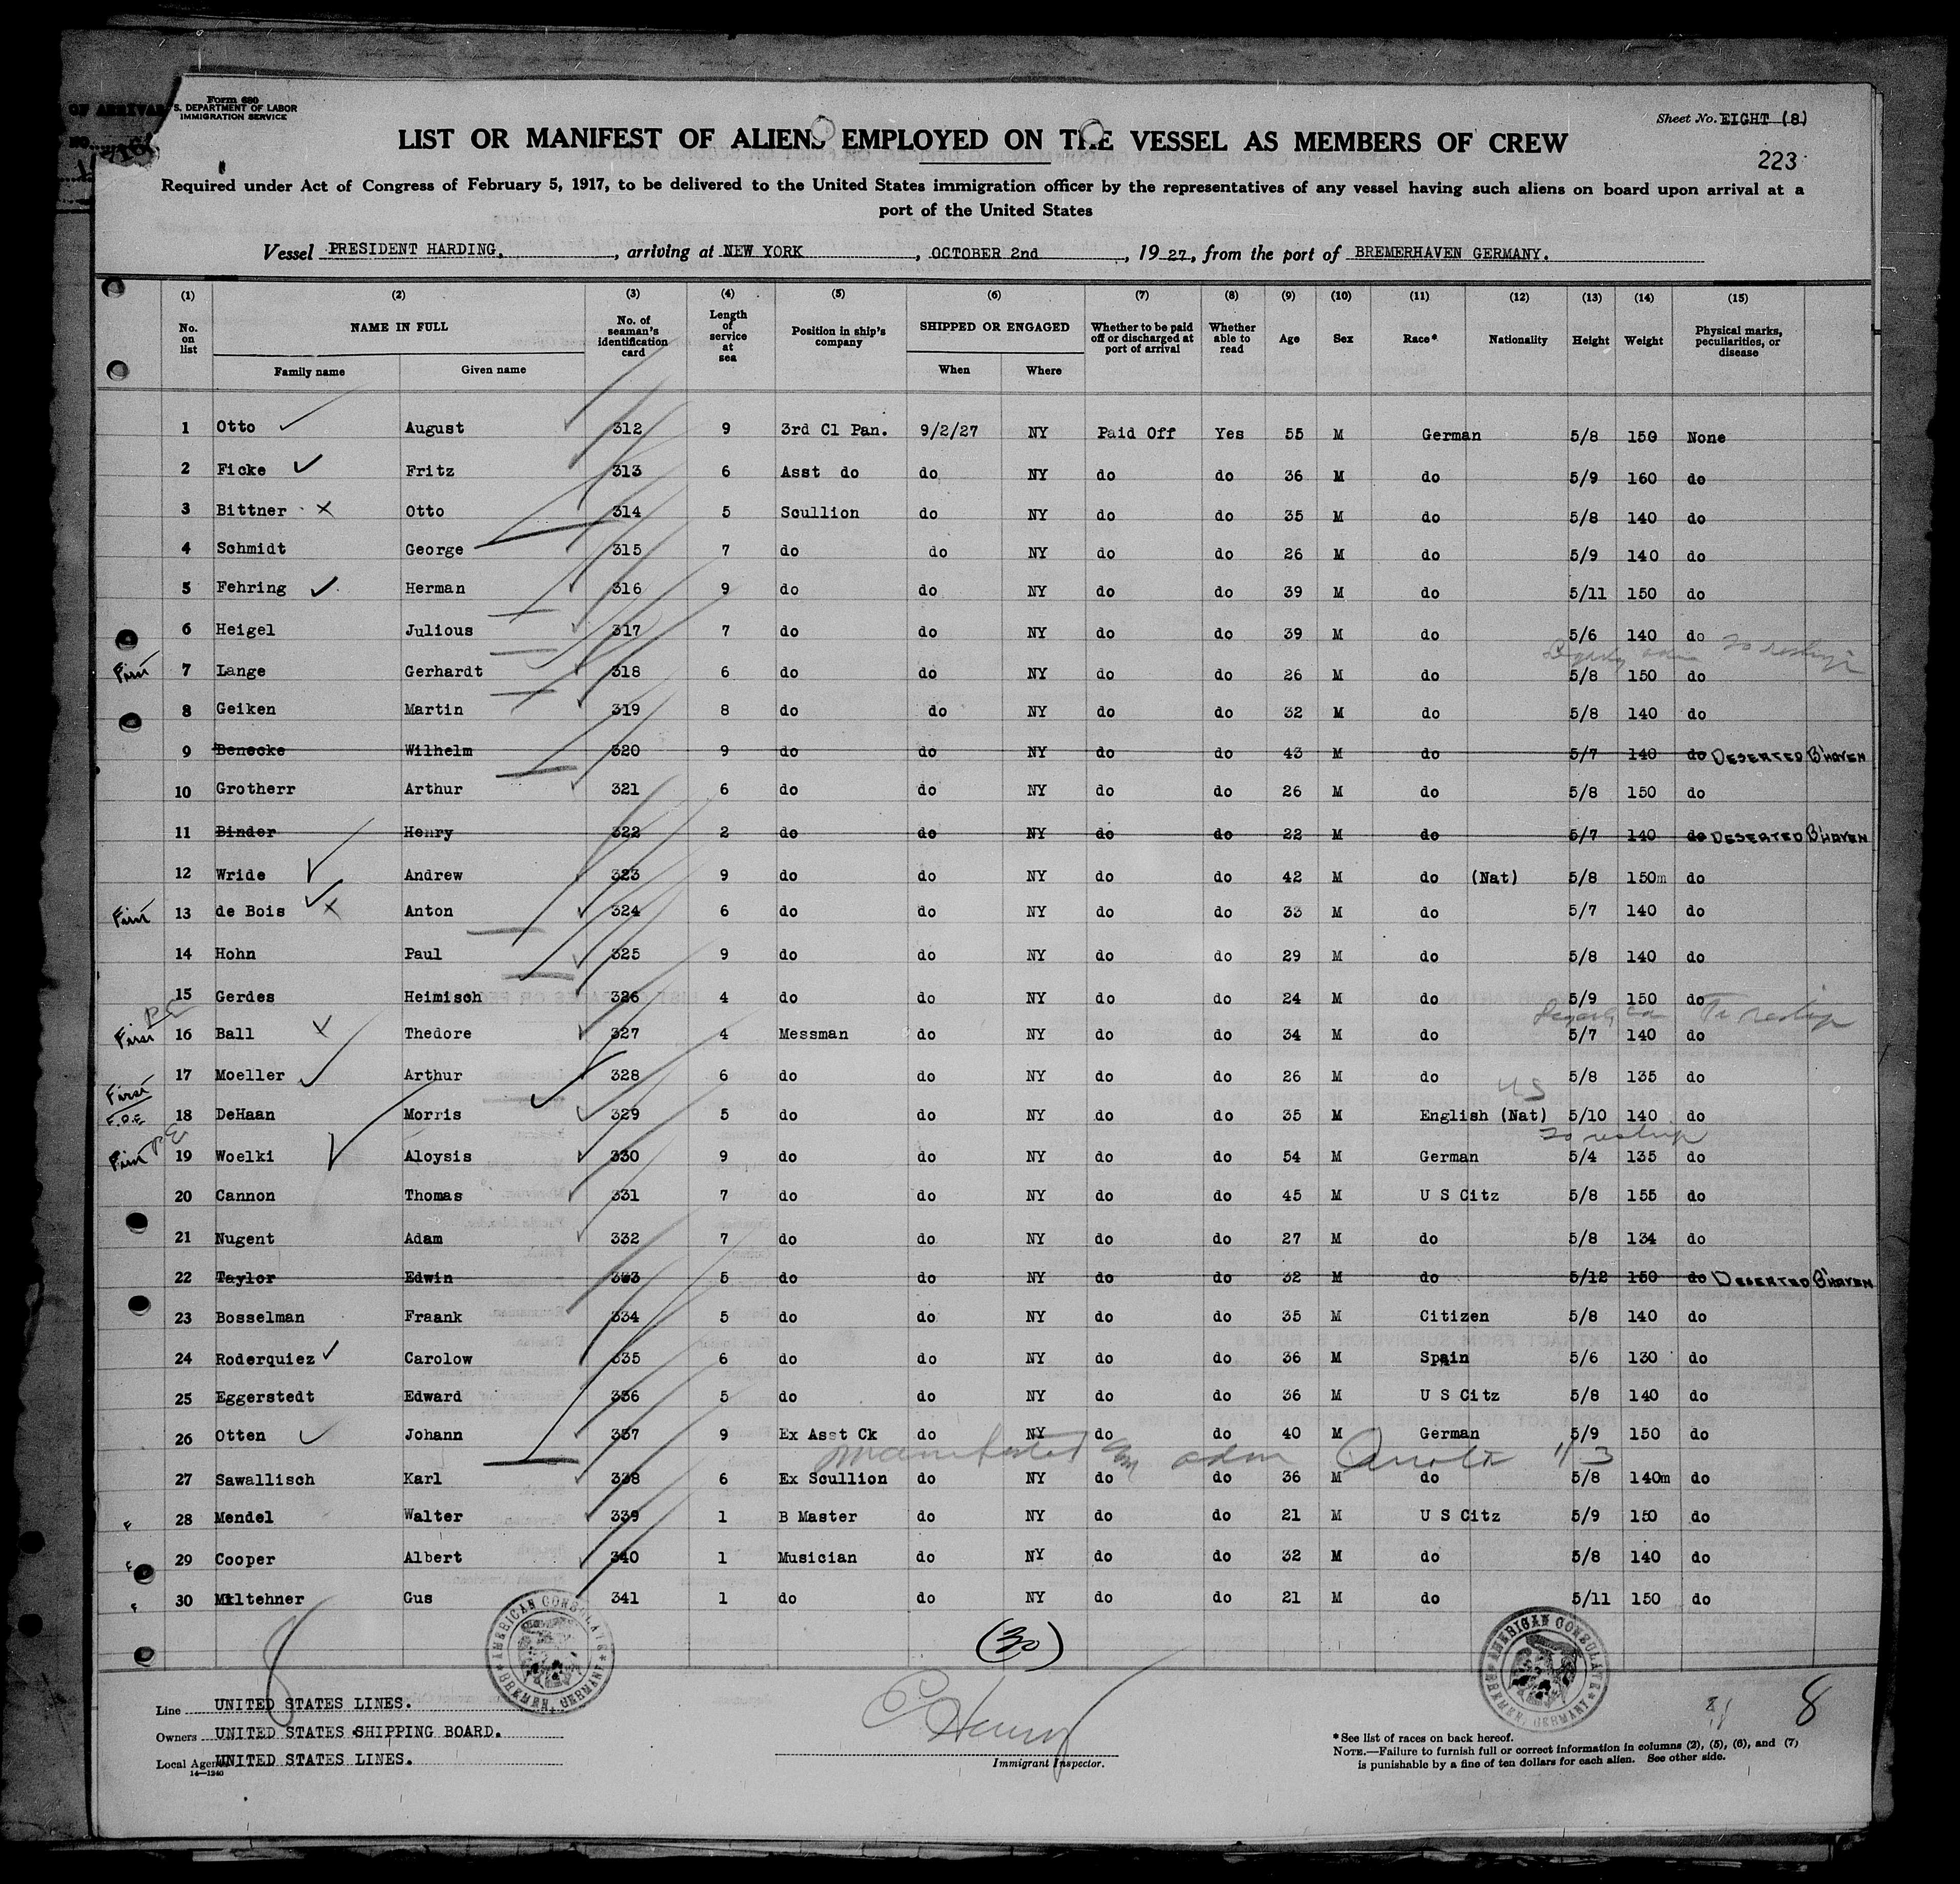 OF ARRIVAL
NO.
Form 680
S. DEPARTMENT OF LABOR
IMMIGRATION SERVICE
Sheet No. EIGHT (8)
LIST OR MANIFEST OF ALIENS EMPLOYED ON THE VESSEL AS MEMBERS OF CREW
223
Required under Act of Congress of February 5, 1917, to be delivered to the United States immigration officer by the representatives of any vessel having such aliens on board upon arrival at a
port of the United States
Vessel PRESIDENT HARDING, , arriving at NEW YORK , OCTOBER 2nd , 19 27, from the port of BREMERHAVEN GERMANY.
(1) (2) (3) (4) (5) (6) (7) (8) (9) (10) (11) (12) (13) (14) (15)
No. on list NAME IN FULL Family name Given name No. of seaman's identification card Length of service at sea Position in ship's company SHIPPED OR ENGAGED When Where Whether to be paid off or discharged at port of arrival Whether able to read Age Sex Race* Nationality Height Weight Physical marks, peculiarities, or disease
1 Otto August 312 9 3rd Cl Pan. 9/2/27 NY Paid Off Yes 55 M German 5/8 150 None
2 Ficke Fritz 313 6 Asst do do NY do do 36 M do 5/9 160 do
3 Bittner Otto 314 5 Scullion do NY do do 35 M do 5/8 140 do
4 Schmidt George 315 7 do do NY do do 26 M do 5/9 140 do
5 Fehring Herman 316 9 do do NY do do 39 M do 5/11 150 do
6 Heigel Julious 317 7 do do NY do do 39 M do 5/6 140 do
to reship
First 7 Lange Gerhardt 318 6 do do NY do do 26 M do 5/8 150 do
8 Geiken Martin 319 8 do do NY do do 32 M do 5/8 140 do
9 Benecke Wilhelm 320 9 do do NY do do 43 M do 5/7 140 do DESERTED B'HAVEN
10 Grotherr Arthur 321 6 do do NY do do 26 M do 5/8 150 do
11 Binder Henry 322 2 do do NY do do 22 M do 5/7 140 do DESERTED B'HAVEN
12 Wride Andrew 323 9 do do NY do do 42 M do (Nat) 5/8 150m do
First 13 de Bois Anton 324 6 do do NY do do 33 M do 5/7 140 do
14 Hohn Paul 325 9 do do NY do do 29 M do 5/8 140 do
15 Gerdes Heimisch 326 4 do do NY do do 24 M do 5/9 150 do
To reship
First 16 Ball Thedore 327 4 Messman do NY do do 34 M do 5/7 140 do
17 Moeller Arthur 328 6 do do NY do do 26 M do 5/8 135 do
US
First
18 DeHaan Morris 329 5 do do NY do do 35 M English (Nat) 5/10 140 do
to reship
First 19 Woelki Aloysis 330 9 do do NY do do 54 M German 5/4 135 do
20 Cannon Thomas 331 7 do do NY do do 45 M U S Citz 5/8 155 do
21 Nugent Adam 332 7 do do NY do do 27 M do 5/8 134 do
22 Taylor Edwin 333 5 do do NY do do 32 M do 5/12 150 do DESERTED B'HAVEN
23 Bosselman Fraank 334 5 do do NY do do 35 M Citizen 5/8 140 do
24 Roderquiez Carolow 335 6 do do NY do do 36 M Spain 5/6 130 do
25 Eggerstedt Edward 336 5 do do NY do do 36 M U S Citz 5/8 140 do
26 Otten Johann 337 9 Ex Asst Ck do NY do do 40 M German 5/9 150 do
27 Sawallisch Karl 338 6 Ex Scullion do NY do do 36 M do 5/8 140m do
F 28 Mendel Walter 339 1 B Master do NY do do 21 M U S Citz 5/9 150 do
F 29 Cooper Albert 340 1 Musician do NY do do 32 M do 5/8 140 do
F 30 Miltehner Gus 341 1 do do NY do do 21 M do 5/11 150 do
(30)
AMERICAN CONSULATE BREMEN, GERMANY
AMERICAN CONSULATE BREMEN, GERMANY
8
8
Line UNITED STATES LINES.
Owners UNITED STATES SHIPPING BOARD.
Local Agents UNITED STATES LINES.
14—1240
Immigrant Inspector.
*See list of races on back hereof.
NOTE.—Failure to furnish full or correct information in columns (2), (5), (6), and (7)
is punishable by a fine of ten dollars for each alien. See other side.